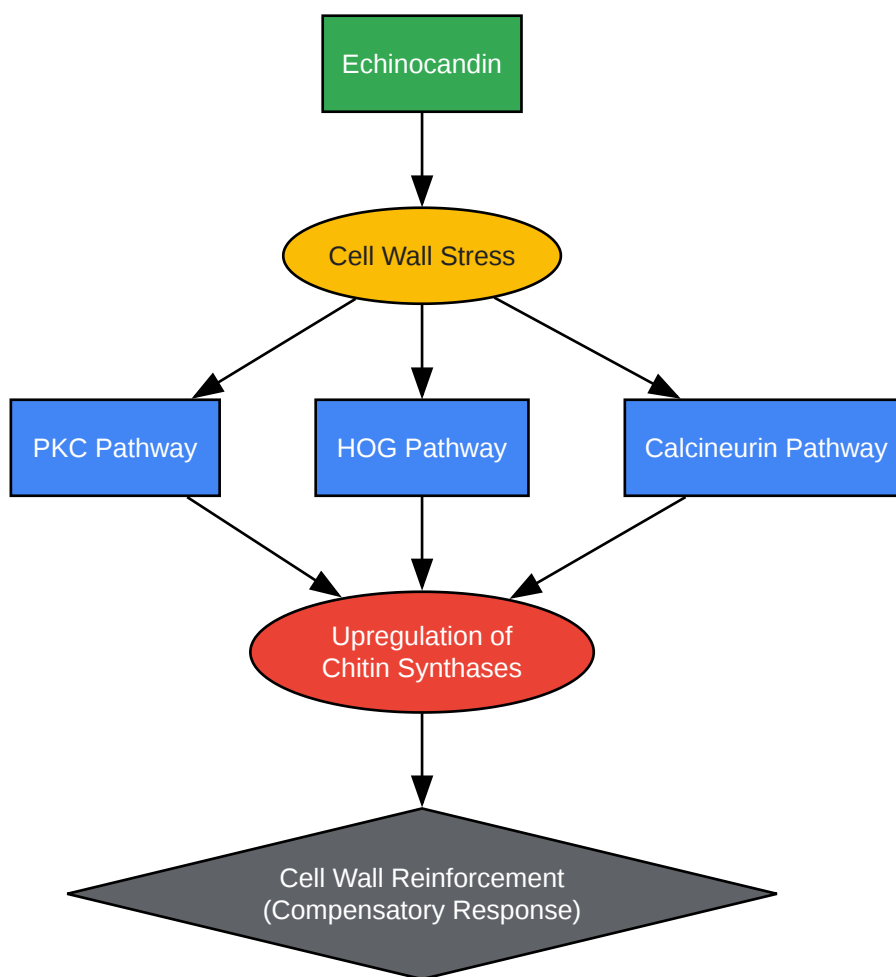 Echinocandin
Cell Wall Stress
PKC Pathway
HOG Pathway
Calcineurin Pathway
Upregulation of
Chitin Synthases
Cell Wall Reinforcement
(Compensatory Response)